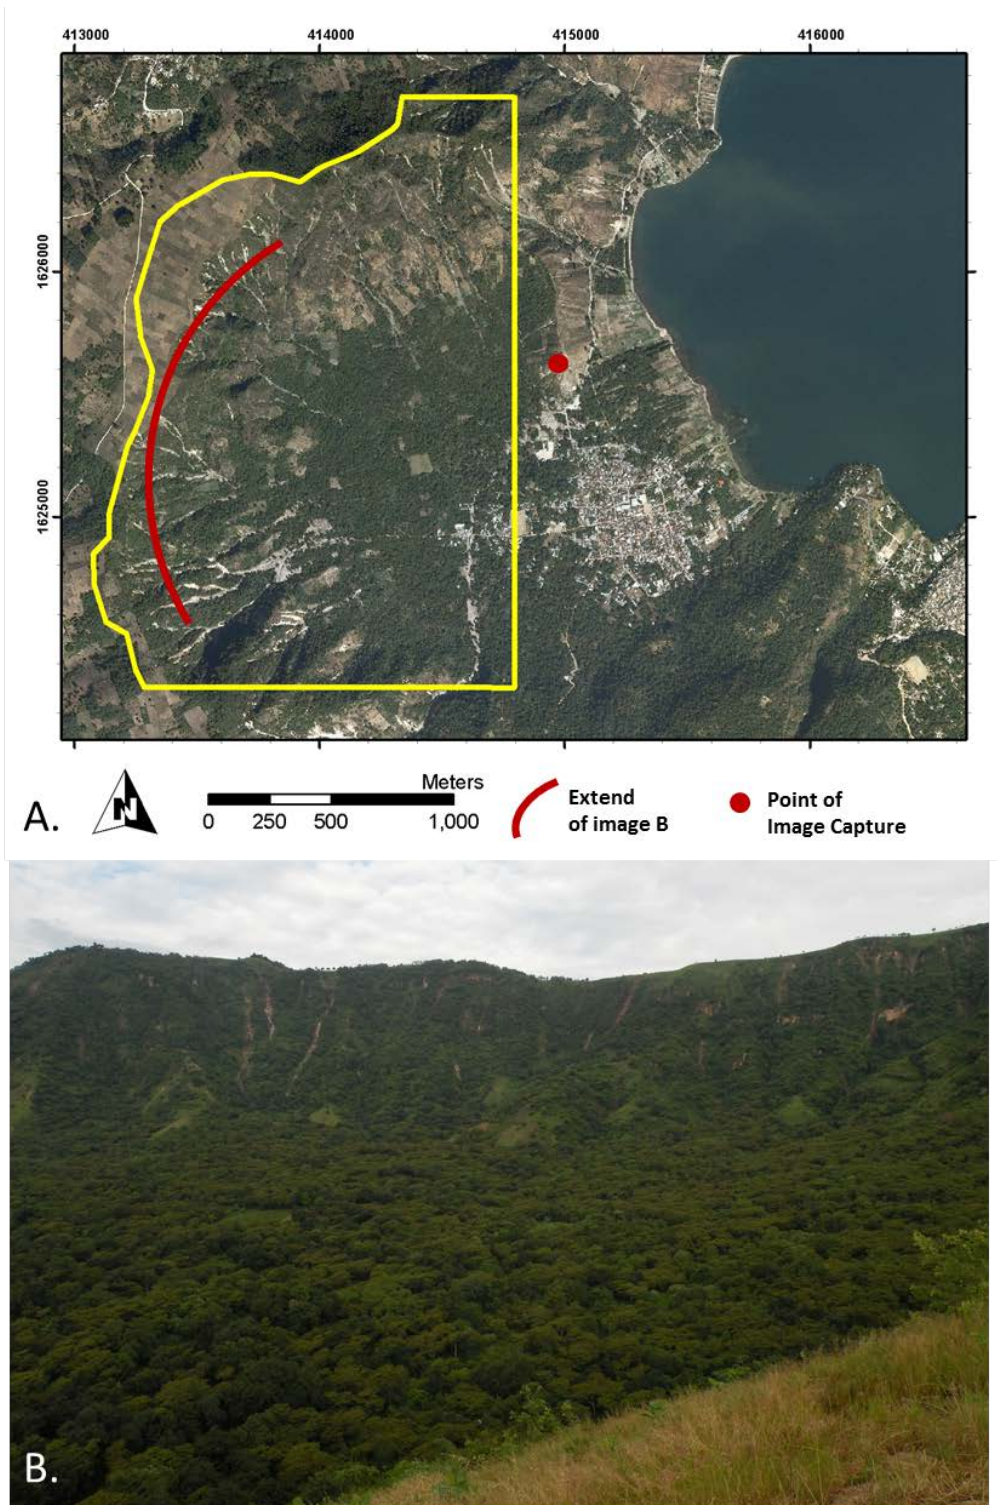 413000 414000 415000 416000
1626000
1625000
Meters
0 250 500 1,000
N
A.
Extend
of image B
Point of
Image Capture
B.